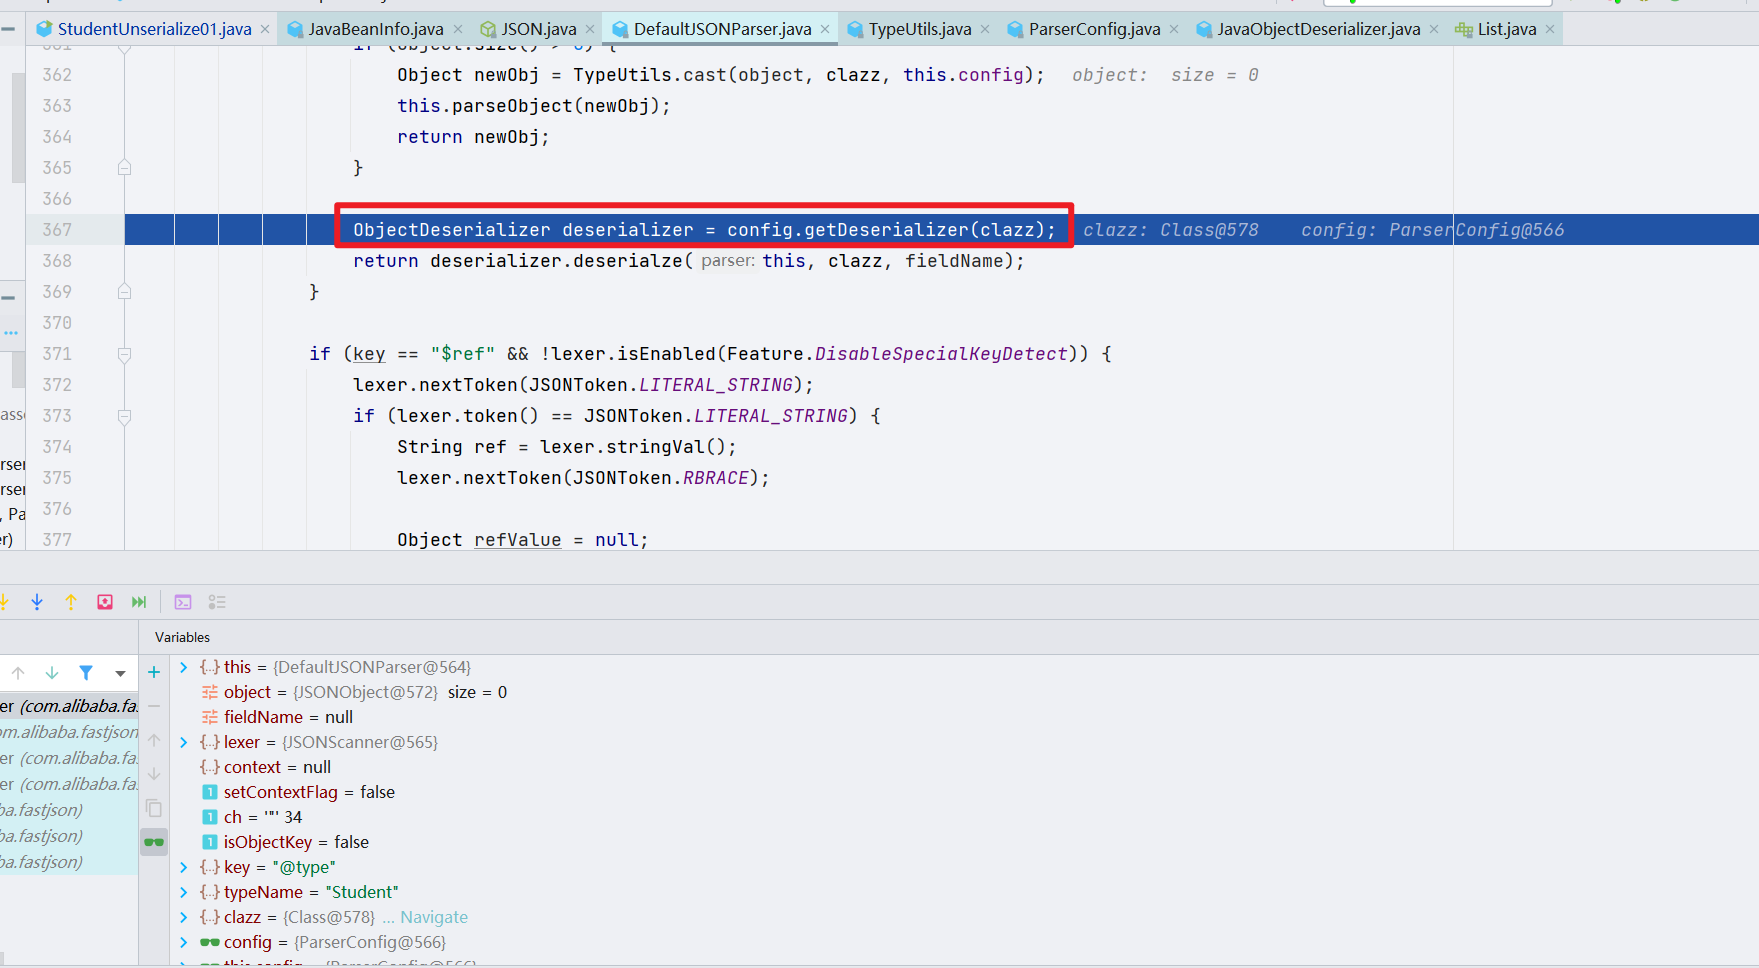 StudentUnserialize01.java × JavaBeanInfo.java × JSON.java × DefaultJSONParser.java × TypeUtils.java × ParserConfig.java × JavaObjectDeserializer.java × List.java ×
362 Object newObj = TypeUtils.cast(object, clazz, this.config); object: size = 0
363 this.parseObject(newObj);
364 return newObj;
365 }
366
367 ObjectDeserializer deserializer = config.getDeserializer(clazz); clazz: Class@578 config: ParserConfig@566
368 return deserializer.deserialze( parser: this, clazz, fieldName);
369 }
370
371 if (key == "$ref" && !lexer.isEnabled(Feature.DisableSpecialKeyDetect)) {
372 lexer.nextToken(JSONToken.LITERAL_STRING);
373 if (lexer.token() == JSONToken.LITERAL_STRING) {
374 String ref = lexer.stringVal();
375 lexer.nextToken(JSONToken.RBRACE);
376
377 Object refValue = null;
asse
rser
rser
, Pa
er)
Variables
this = {DefaultJSONParser@564}
object = {JSONObject@572} size = 0
fieldName = null
lexer = {JSONScanner@565}
context = null
setContextFlag = false
ch = '"' 34
isObjectKey = false
key = "@type"
typeName = "Student"
clazz = {Class@578} ... Navigate
config = {ParserConfig@566}
er (com.alibaba.fas
om.alibaba.fastjson
er (com.alibaba.fas
er (com.alibaba.fas
ba.fastjson)
ba.fastjson)
ba.fastjson)